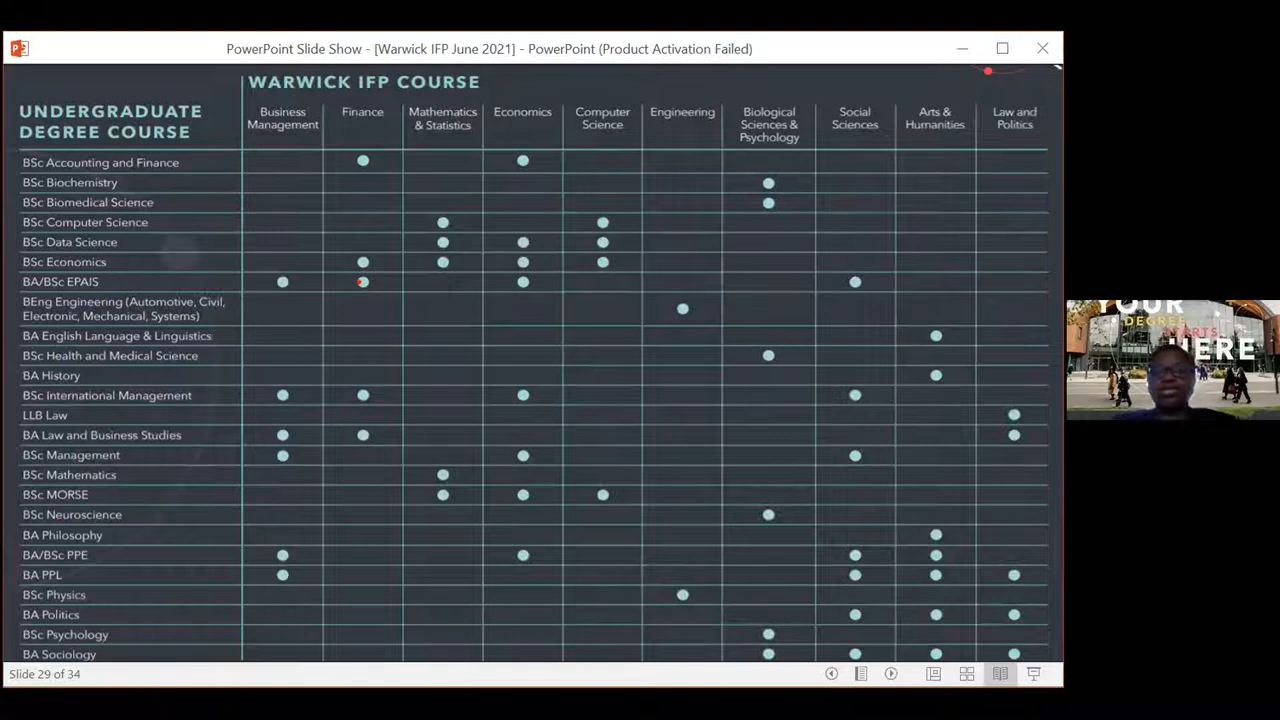 PowerPoint Slide Show - [Warwick IFP June 2021] - PowerPoint (Product Activation Failed)
WARWICK IFP COURSE
UNDERGRADUATE
DEGREE COURSE
Business
Management
Finance
Mathematics
& Statistics
Economics
Computer
Science
Engineering
Biological
Sciences &
Psychology
Social
Sciences
Arts &
Humanities
Law and
Politics
BSc Accounting and Finance
BSc Biochemistry
BSc Biomedical Science
BSc Computer Science
BSc Data Science
BSc Economics
BA/BSc EPAIS
BEng Engineering (Automotive, Civil,
Electronic, Mechanical, Systems)
BA English Language & Linguistics
BSc Health and Medical Science
BA History
BSc International Management
LLB Law
BA Law and Business Studies
BSc Management
BSc Mathematics
BSc MORSE
BSc Neuroscience
BA Philosophy
BA/BSc PPE
BA PPL
BSc Physics
BA Politics
BSc Psychology
BA Sociology
Slide 29 of 34
YOUR
DEGREE
STARTS
HERE